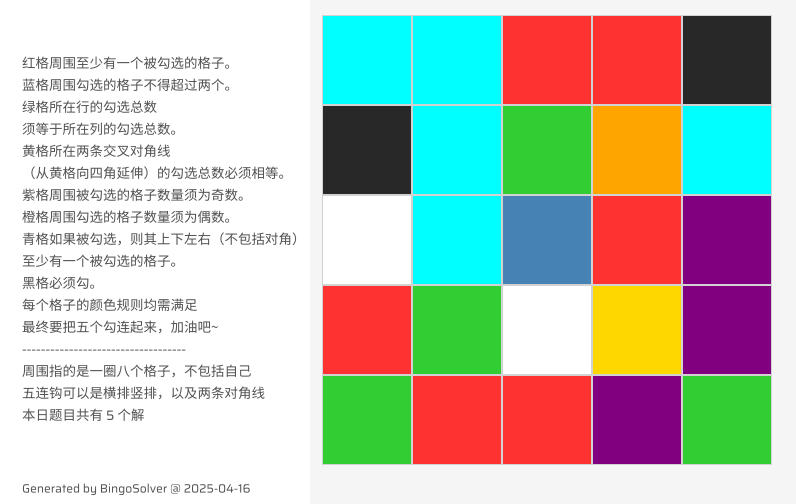 红格周围至少有一个被勾选的格子。
蓝格周围勾选的格子不得超过两个。
绿格所在行的勾选总数
须等于所在列的勾选总数。
黄格所在两条交叉对角线
（从黄格向四角延伸）的勾选总数必须相等。
紫格周围被勾选的格子数量须为奇数。
橙格周围勾选的格子数量须为偶数。
青格如果被勾选，则其上下左右（不包括对角）
至少有一个被勾选的格子。
黑格必须勾。
每个格子的颜色规则均需满足
最终要把五个勾连起来，加油吧~
----------------------------------
周围指的是一圈八个格子，不包括自己
五连钩可以是横排竖排，以及两条对角线
本日题目共有 5 个解
Generated by BingoSolver @ 2025-04-16